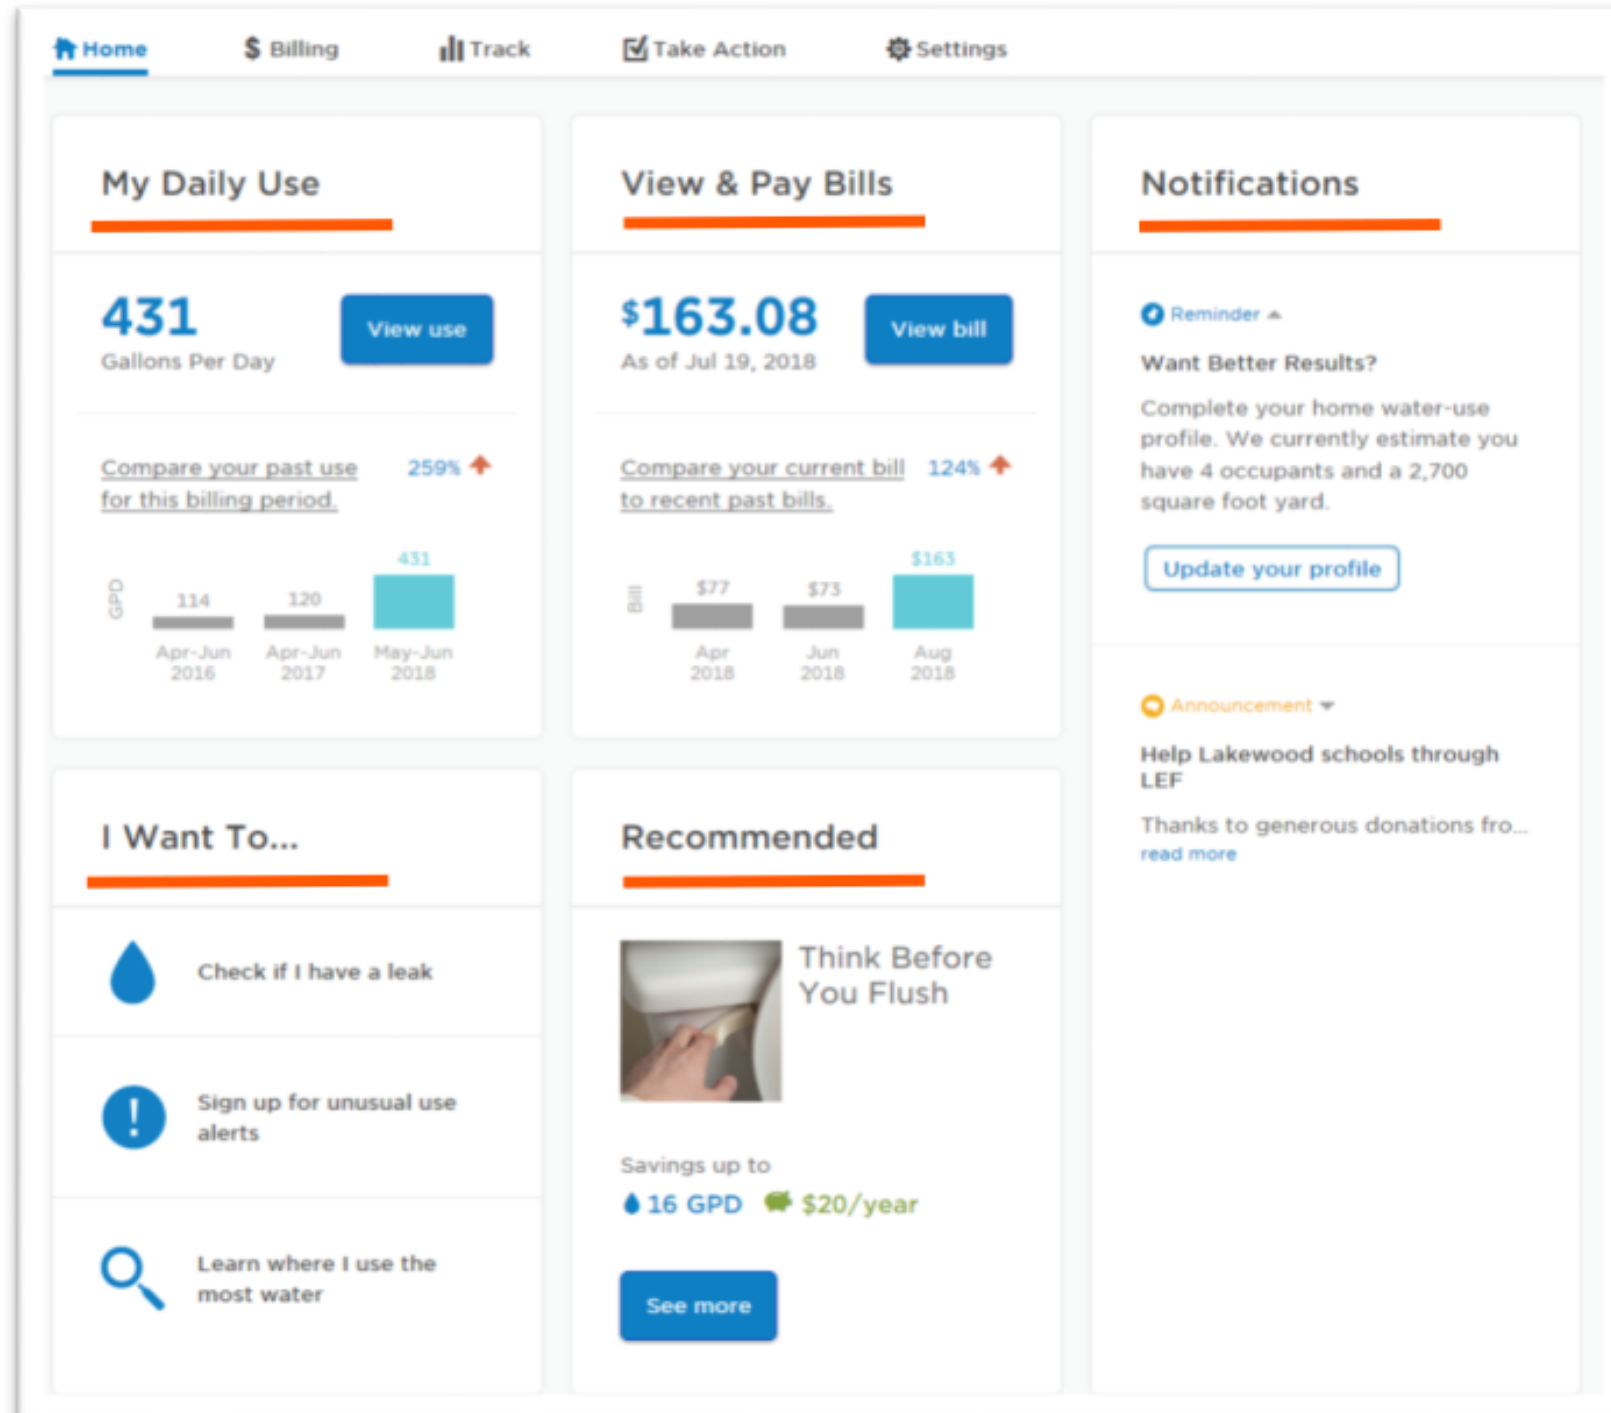 Home
$ Billing
Track
Take Action
Settings
My Daily Use
431
Gallons Per Day
View use
Compare your past use
for this billing period.
259%
GPD
114
120
431
Apr-Jun
2016
Apr-Jun
2017
May-Jun
2018
View & Pay Bills
$163.08
As of Jul 19, 2018
View bill
Compare your current bill
to recent past bills.
124%
Bill
$77
$73
$163
Apr
2018
Jun
2018
Aug
2018
Notifications
Reminder
Want Better Results?
Complete your home water-use
profile. We currently estimate you
have 4 occupants and a 2,700
square foot yard.
Update your profile
Announcement
Help Lakewood schools through
LEF
Thanks to generous donations fro...
read more
I Want To...
Check if I have a leak
!
Sign up for unusual use
alerts
Learn where I use the
most water
Recommended
Think Before
You Flush
Savings up to
16 GPD
$20/year
See more